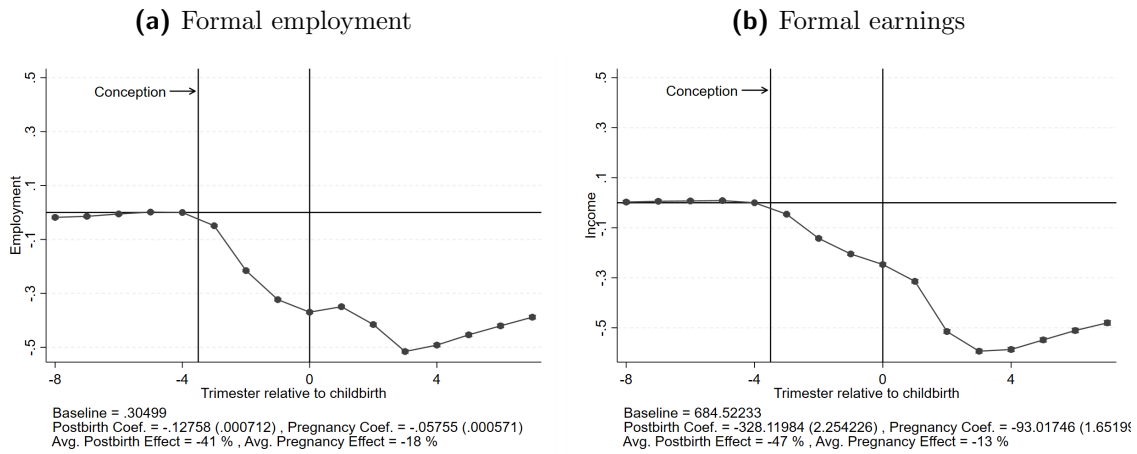 (a) Formal employment
.5
.3
.1
-.1
-.3
-.5
Employment
Conception
-8
-4
0
4
Trimester relative to childbirth
Baseline = .30499
Postbirth Coef. = -.12758 (.000712) , Pregnancy Coef. = -.05755 (.000571)
Avg. Postbirth Effect = -41 % , Avg. Pregnancy Effect = -18 %
(b) Formal earnings
.5
.3
.1
-.1
-.3
-.5
Income
Conception
-8
-4
0
4
Trimester relative to childbirth
Baseline = 684.52233
Postbirth Coef. = -328.11984 (2.254226) , Pregnancy Coef. = -93.01746 (1.65199
Avg. Postbirth Effect = -47 % , Avg. Pregnancy Effect = -13 %